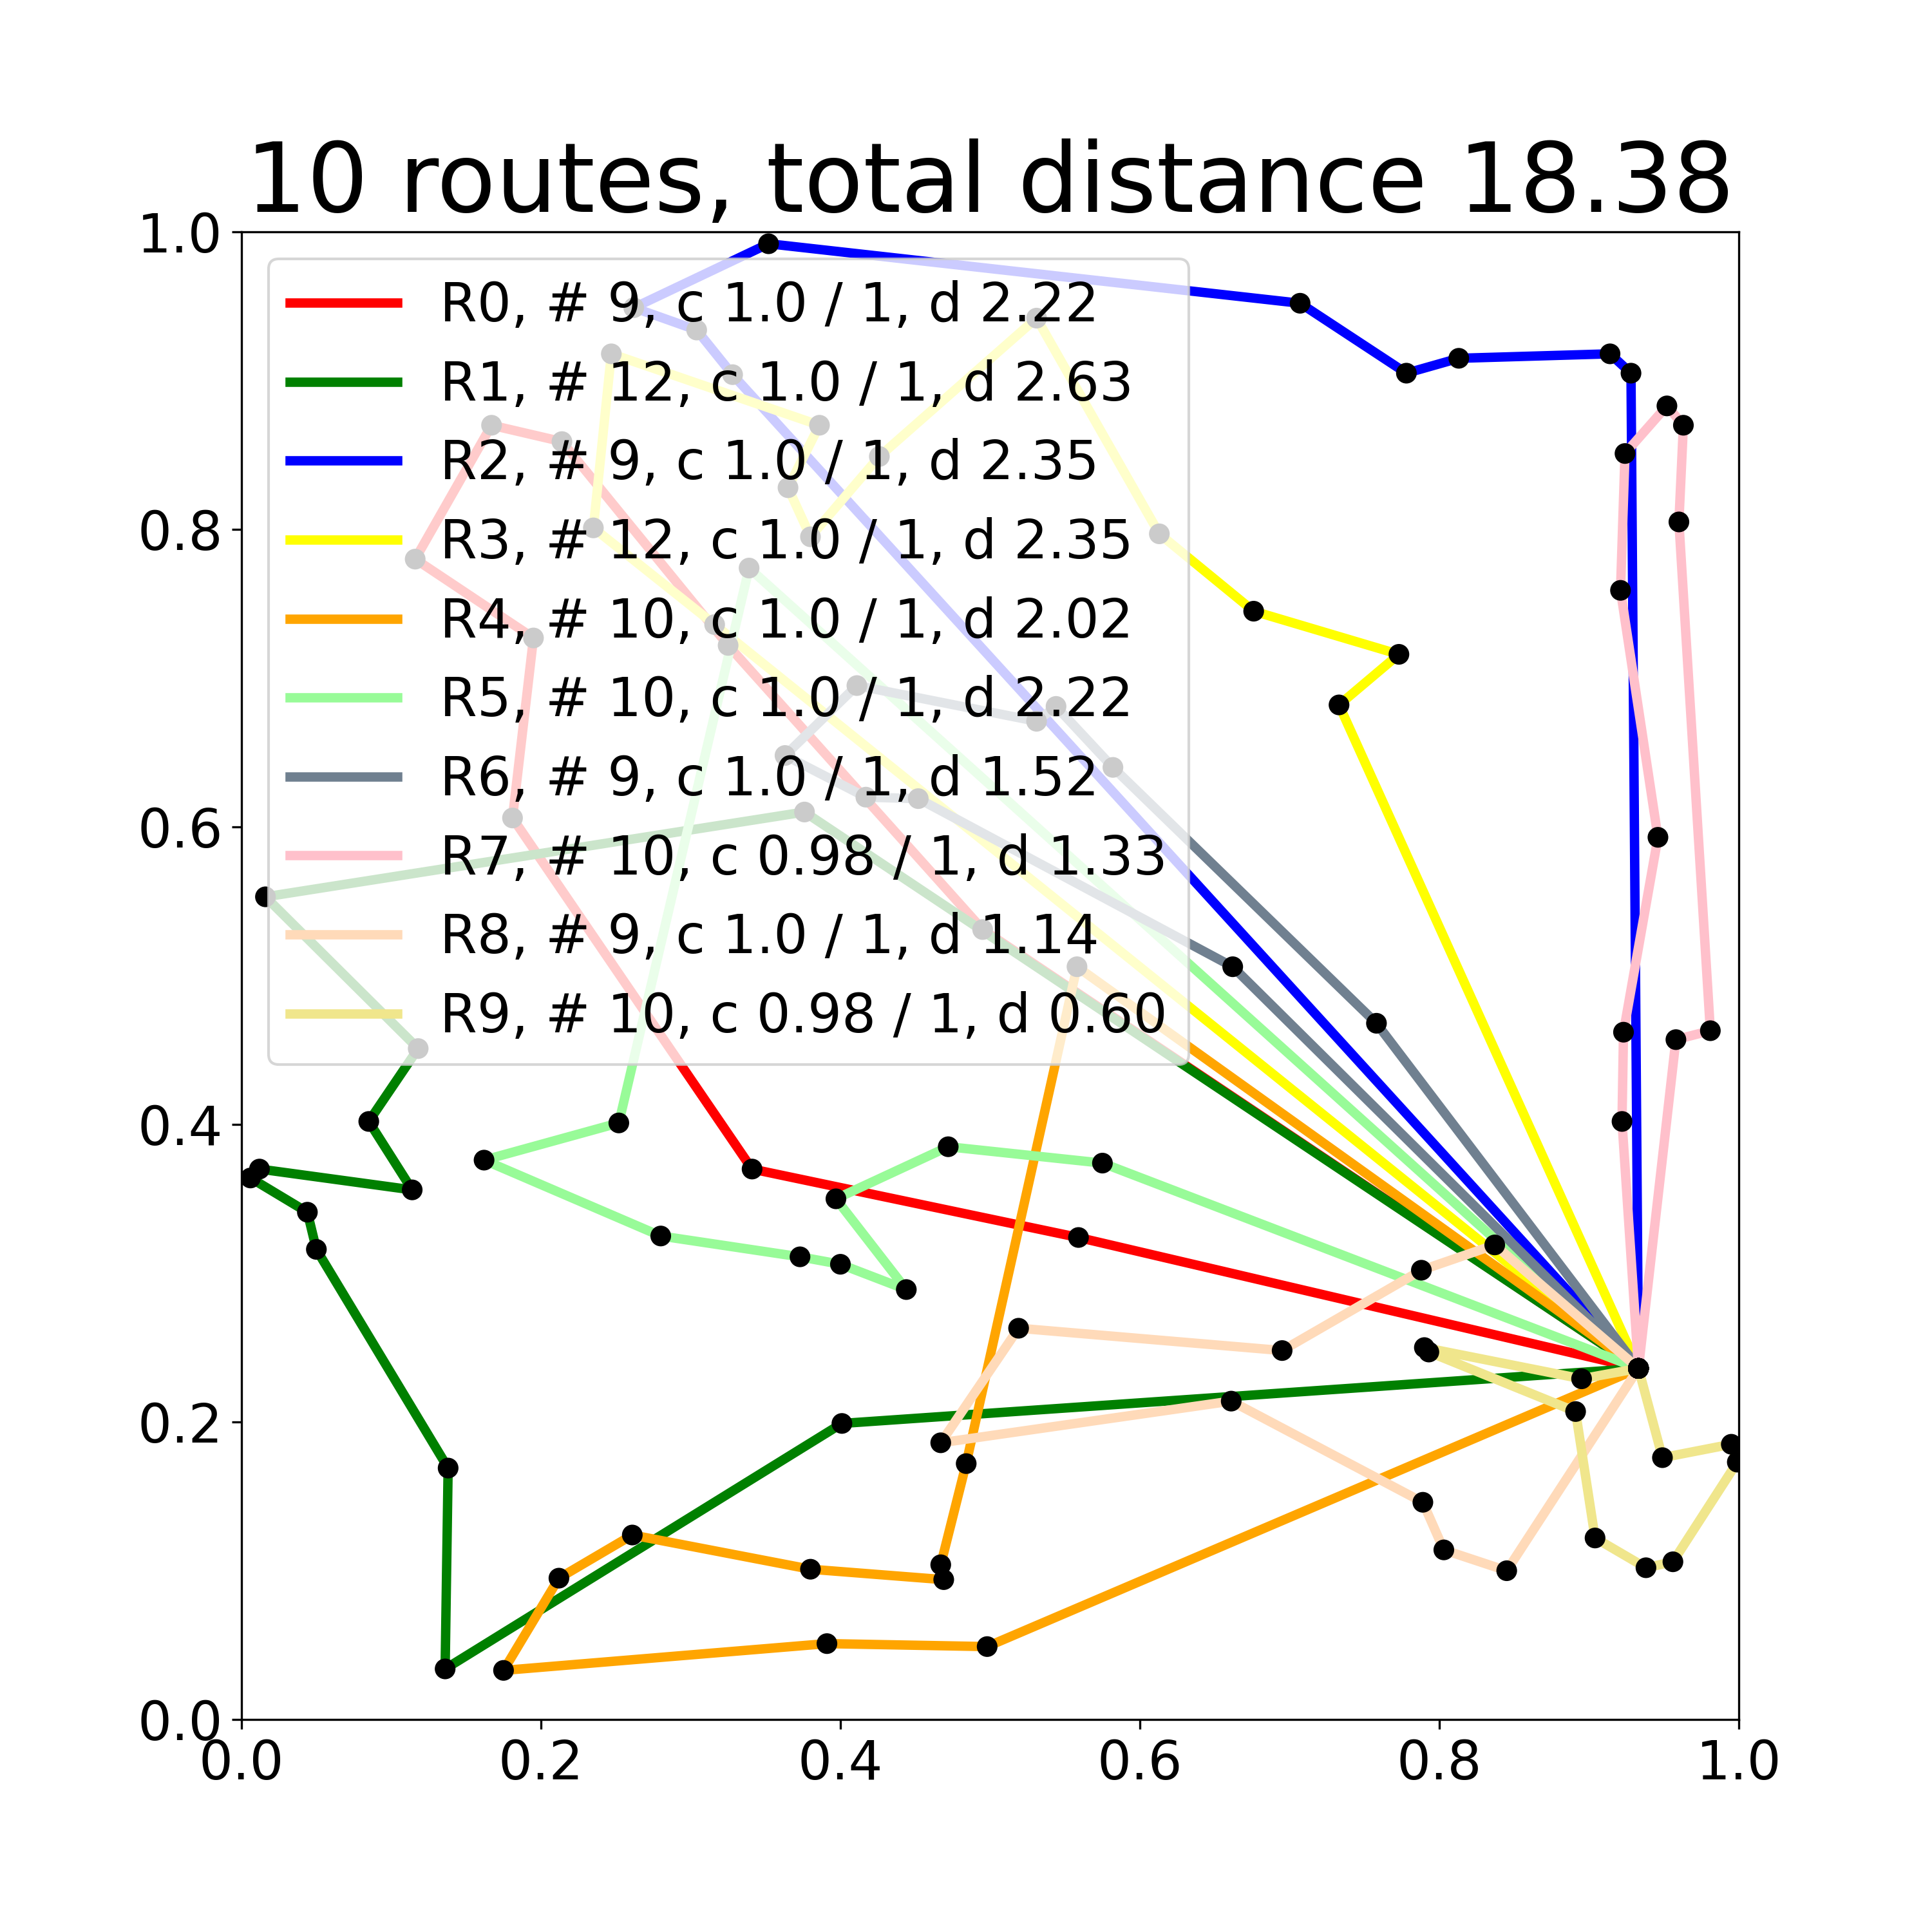 10 routes, total distance 18.38
1.0
0.8
0.6
0.4
0.2
0.0
R0, # 9, c 1.0 / 1, d 2.22
R1, # 12, c 1.0 / 1, d 2.63
R2, # 9, c 1.0 / 1, d 2.35
R3, # 12, c 1.0 / 1, d 2.35
R4, # 10, c 1.0 / 1, d 2.02
R5, # 10, c 1.0 / 1, d 2.22
R6, # 9, c 1.0 / 1, d 1.52
R7, # 10, c 0.98 / 1, d 1.33
R8, # 9, c 1.0 / 1, d 1.14
R9, # 10, c 0.98 / 1, d 0.60
0.0 0.2 0.4 0.6 0.8 1.0